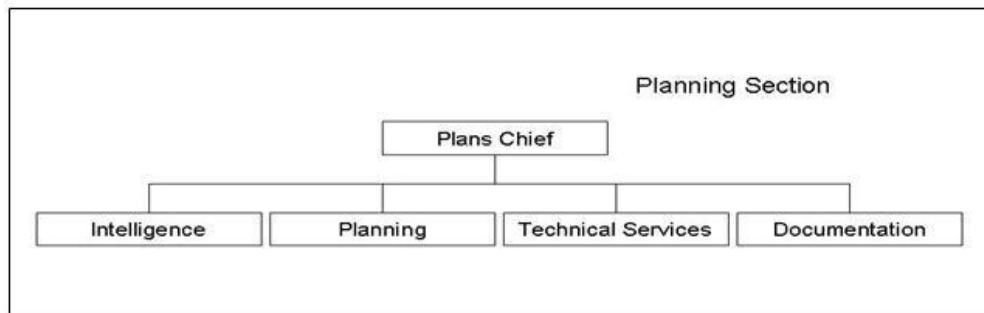 Planning Section
Plans Chief
Intelligence
Planning
Technical Services
Documentation